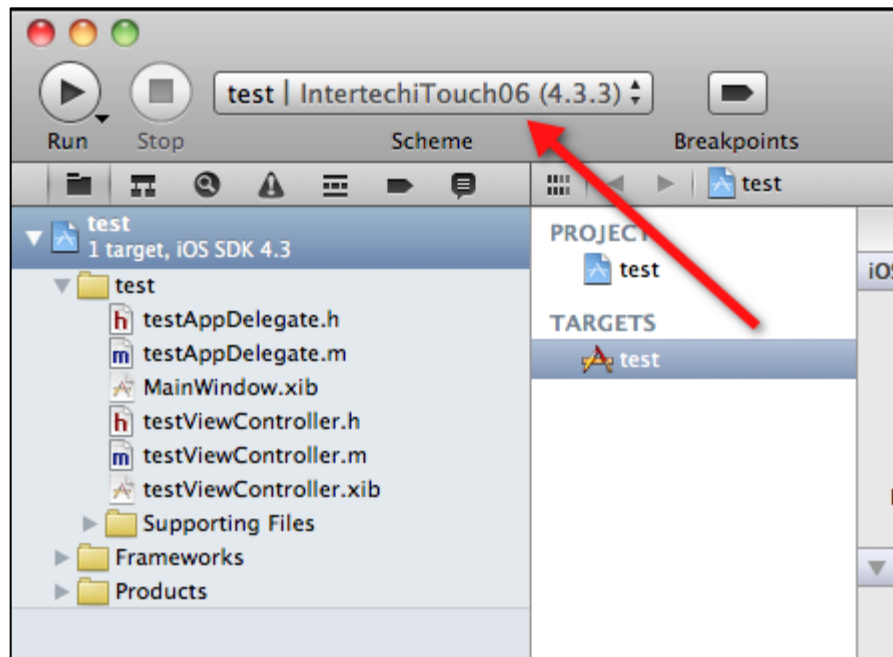 test | IntertechiTouch06 (4.3.3)
Run Stop Scheme Breakpoints
test
test
1 target, iOS SDK 4.3
test
h testAppDelegate.h
m testAppDelegate.m
MainWindow.xib
h testViewController.h
m testViewController.m
testViewController.xib
Supporting Files
Frameworks
Products
PROJECT
test
TARGETS
test